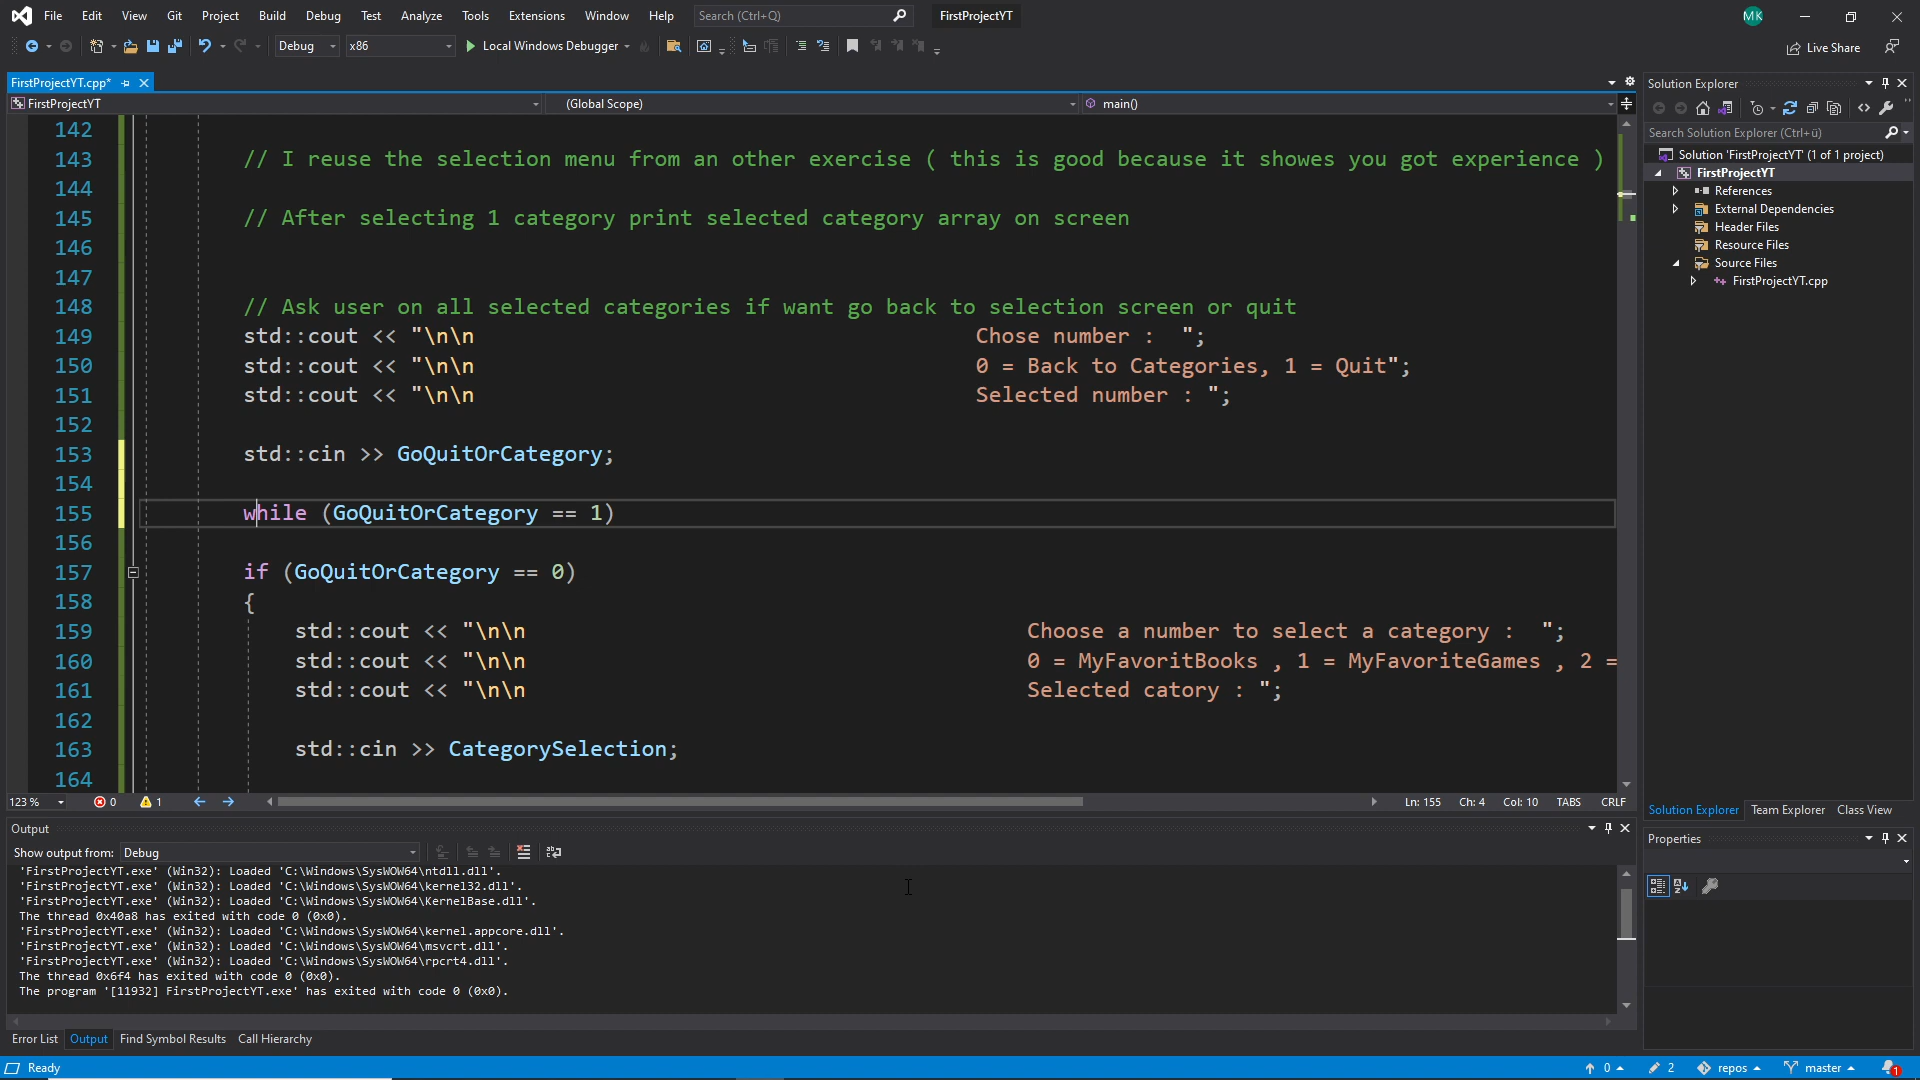 File Edit View Git Project Build Debug Test Analyze Tools Extensions Window Help Search (Ctrl+Q) FirstProjectYT MK
Debug x86 Local Windows Debugger Live Share
FirstProjectYT.cpp*
FirstProjectYT (Global Scope) main()
142
143 // I reuse the selection menu from an other exercise ( this is good because it showes you got experience )
144
145 // After selecting 1 category print selected category array on screen
146
147
148 // Ask user on all selected categories if want go back to selection screen or quit
149 std::cout << "\n\n Chose number : ";
150 std::cout << "\n\n 0 = Back to Categories, 1 = Quit";
151 std::cout << "\n\n Selected number : ";
152
153 std::cin >> GoQuitOrCategory;
154
155 while (GoQuitOrCategory == 1)
156
157 if (GoQuitOrCategory == 0)
158 {
159 std::cout << "\n\n Choose a number to select a category : ";
160 std::cout << "\n\n 0 = MyFavoritBooks , 1 = MyFavoriteGames , 2 =
161 std::cout << "\n\n Selected catory : ";
162
163 std::cin >> CategorySelection;
164
123 % 0 1 Ln: 155 Ch: 4 Col: 10 TABS CRLF
Output
Show output from: Debug
'FirstProjectYT.exe' (Win32): Loaded 'C:\Windows\SysWOW64\ntdll.dll'.
'FirstProjectYT.exe' (Win32): Loaded 'C:\Windows\SysWOW64\kernel32.dll'.
'FirstProjectYT.exe' (Win32): Loaded 'C:\Windows\SysWOW64\KernelBase.dll'.
The thread 0x40a8 has exited with code 0 (0x0).
'FirstProjectYT.exe' (Win32): Loaded 'C:\Windows\SysWOW64\kernel.appcore.dll'.
'FirstProjectYT.exe' (Win32): Loaded 'C:\Windows\SysWOW64\msvcrt.dll'.
'FirstProjectYT.exe' (Win32): Loaded 'C:\Windows\SysWOW64\rpcrt4.dll'.
The thread 0x6f4 has exited with code 0 (0x0).
The program '[11932] FirstProjectYT.exe' has exited with code 0 (0x0).
Error List Output Find Symbol Results Call Hierarchy
Solution Explorer
Search Solution Explorer (Ctrl+ü)
Solution 'FirstProjectYT' (1 of 1 project)
FirstProjectYT
References
External Dependencies
Header Files
Resource Files
Source Files
FirstProjectYT.cpp
Solution Explorer Team Explorer Class View
Properties
Ready 0 2 repos master 1